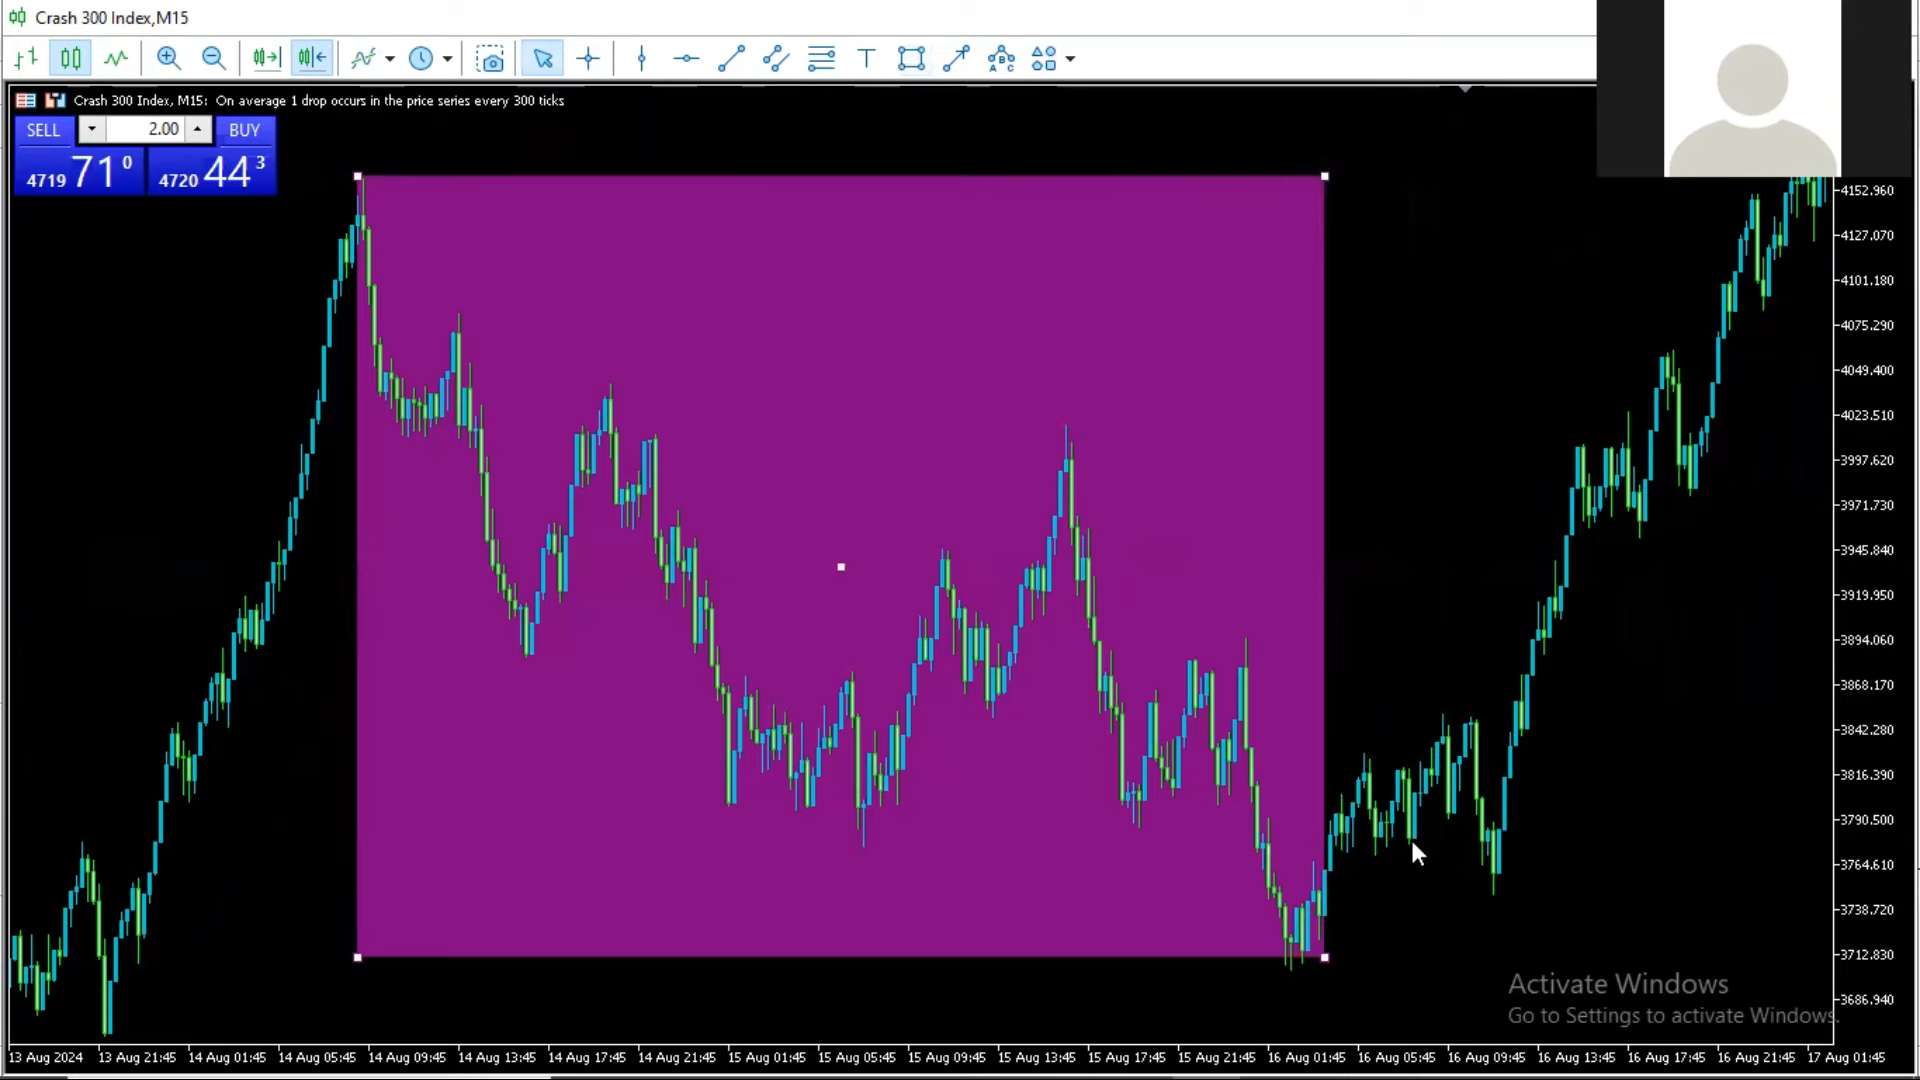 Crash 300 Index,M15
T
A B C
Crash 300 Index, M15: On average 1 drop occurs in the price series every 300 ticks
SELL 2.00 BUY
4719 71 0 4720 44 3
4152.960
4127.070
4101.180
4075.290
4049.400
4023.510
3997.620
3971.730
3945.840
3919.950
3894.060
3868.170
3842.280
3816.390
3790.500
3764.610
3738.720
3712.830
3686.940
Activate Windows
Go to Settings to activate Windows.
13 Aug 2024 13 Aug 21:45 14 Aug 01:45 14 Aug 05:45 14 Aug 09:45 14 Aug 13:45 14 Aug 17:45 14 Aug 21:45 15 Aug 01:45 15 Aug 05:45 15 Aug 09:45 15 Aug 13:45 15 Aug 17:45 15 Aug 21:45 16 Aug 01:45 16 Aug 05:45 16 Aug 09:45 16 Aug 13:45 16 Aug 17:45 16 Aug 21:45 17 Aug 01:45